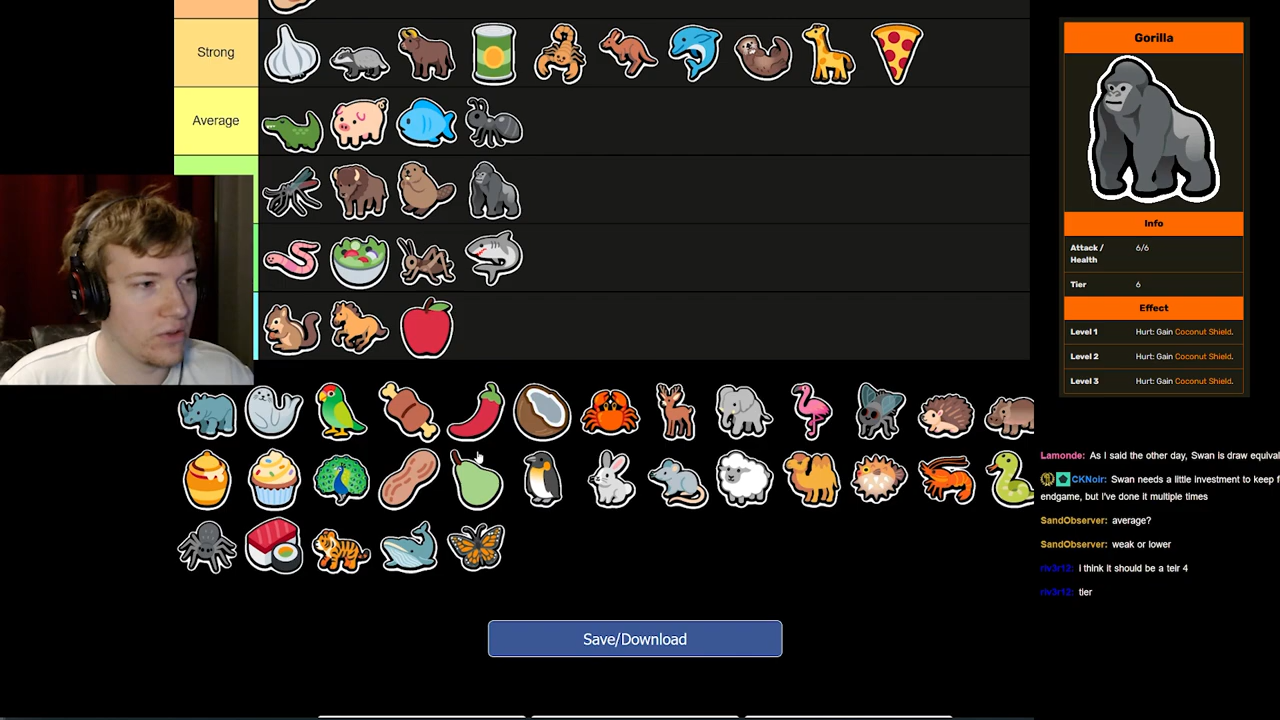 Strong
Average
Save/Download
Gorilla
Info
Attack / Health 6/6
Tier 6
Effect
Level 1 Hurt: Gain Coconut Shield.
Level 2 Hurt: Gain Coconut Shield.
Level 3 Hurt: Gain Coconut Shield.
Lamonde: As I said the other day, Swan is draw equival
CKNoir: Swan needs a little investment to keep f
endgame, but I've done it multiple times
SandObserver: average?
SandObserver: weak or lower
riv3r12: i think it should be a teir 4
riv3r12: tier